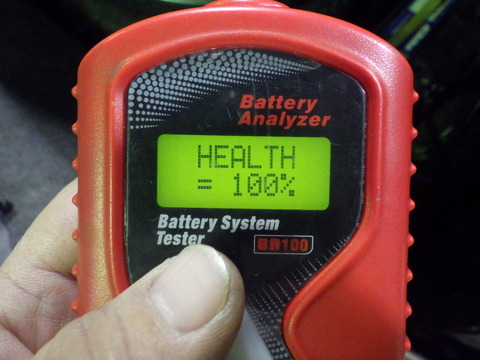 Battery
Analyzer
HEALTH
= 100%
Battery System
Tester
BA100